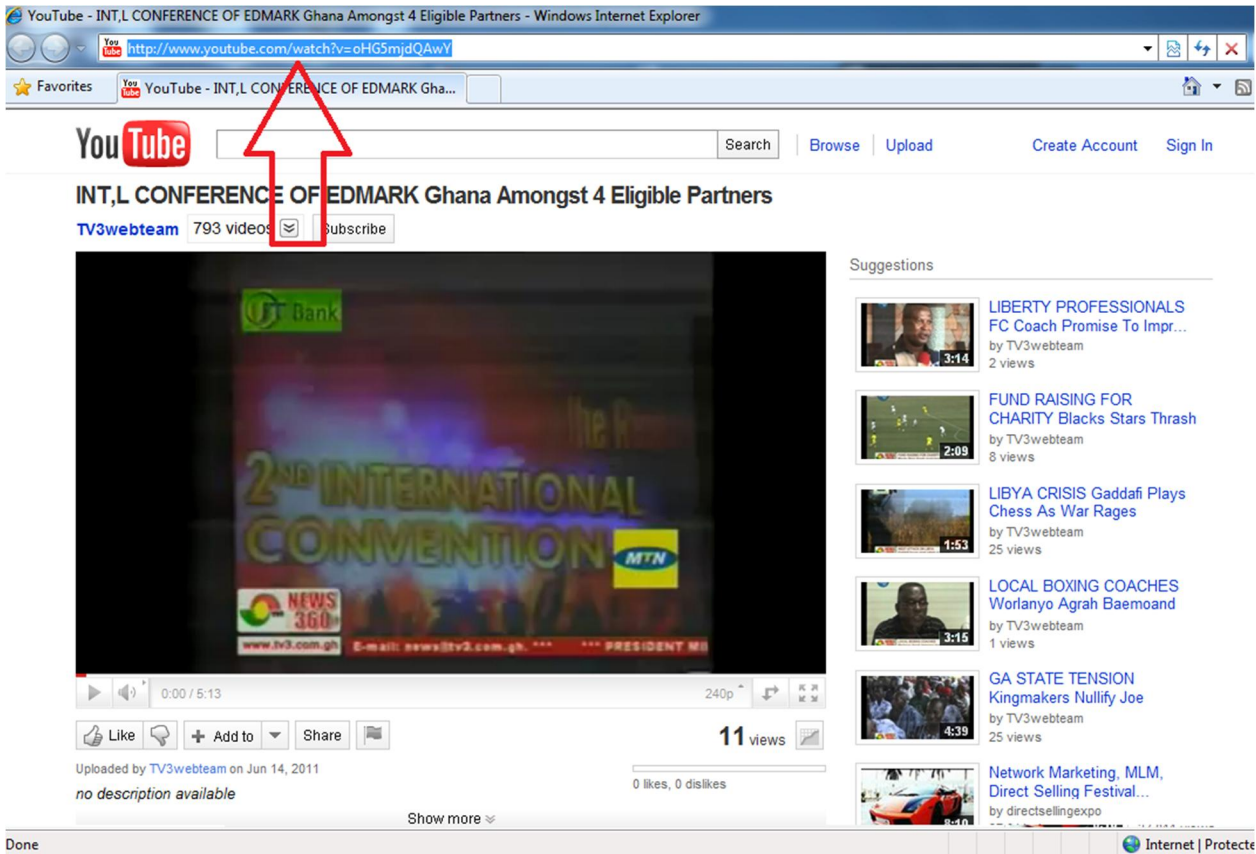 YouTube - INT,L CONFERENCE OF EDMARK Ghana Amongst 4 Eligible Partners - Windows Internet Explorer
You Tube http://www.youtube.com/watch?v=oHG5mjdQAwY
Favorites
You Tube YouTube - INT,L CONFERENCE OF EDMARK Gha...
You Tube
Search
Browse
Upload
Create Account
Sign In
INT,L CONFERENCE OF EDMARK Ghana Amongst 4 Eligible Partners
TV3webteam 793 videos Subscribe
UT Bank
2ND INTERNATIONAL
CONVENTION
MTN
NEWS
360
www.tv3.com.gh E-mail: news@tv3.com.gh. *** *** PRESIDENT MI
0:00 / 5:13
240p
Like
Add to
Share
11 views
Uploaded by TV3webteam on Jun 14, 2011
0 likes, 0 dislikes
no description available
Show more
Suggestions
LIBERTY PROFESSIONALS
FC Coach Promise To Impr...
by TV3webteam
3:14
2 views
FUND RAISING FOR
CHARITY Blacks Stars Thrash
by TV3webteam
2:09
8 views
LIBYA CRISIS Gaddafi Plays
Chess As War Rages
by TV3webteam
1:53
25 views
LOCAL BOXING COACHES
Worlanyo Agrah Baemoand
by TV3webteam
3:15
1 views
GA STATE TENSION
Kingmakers Nullify Joe
by TV3webteam
4:39
25 views
Network Marketing, MLM,
Direct Selling Festival...
by directsellingexpo
8:10
Done
Internet | Protecte